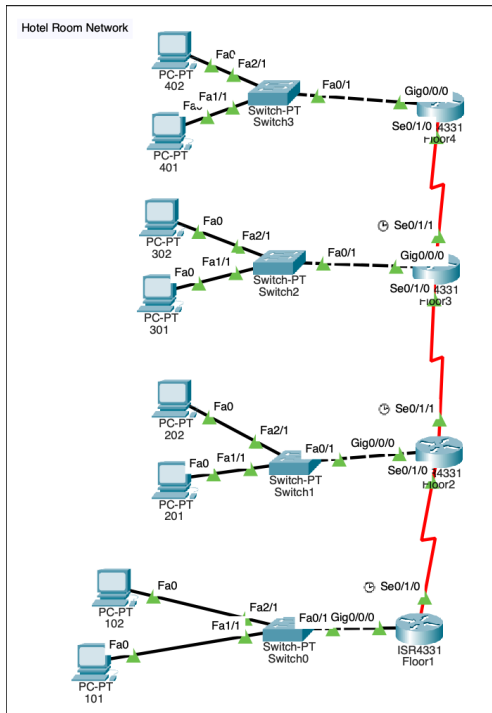 Hotel Room Network
Fa0
PC-PT
402
Fa2/1
Fa1/1
PC-PT
401
Switch-PT
Switch3
Fa0/1
Gig0/0/0
Se0/1/0
4331
Floor4
Se0/1/1
Fa0
PC-PT
302
Fa2/1
Fa0
Fa1/1
PC-PT
301
Switch-PT
Switch2
Fa0/1
Gig0/0/0
Se0/1/0
4331
Floor3
Se0/1/1
Fa0
PC-PT
202
Fa2/1
Fa0
Fa1/1
PC-PT
201
Switch-PT
Switch1
Fa0/1
Gig0/0/0
Se0/1/0
4331
Floor2
Se0/1/0
Fa0
PC-PT
102
Fa2/1
Fa1/1
Fa0
PC-PT
101
Switch-PT
Switch0
Fa0/1
Gig0/0/0
ISR4331
Floor1